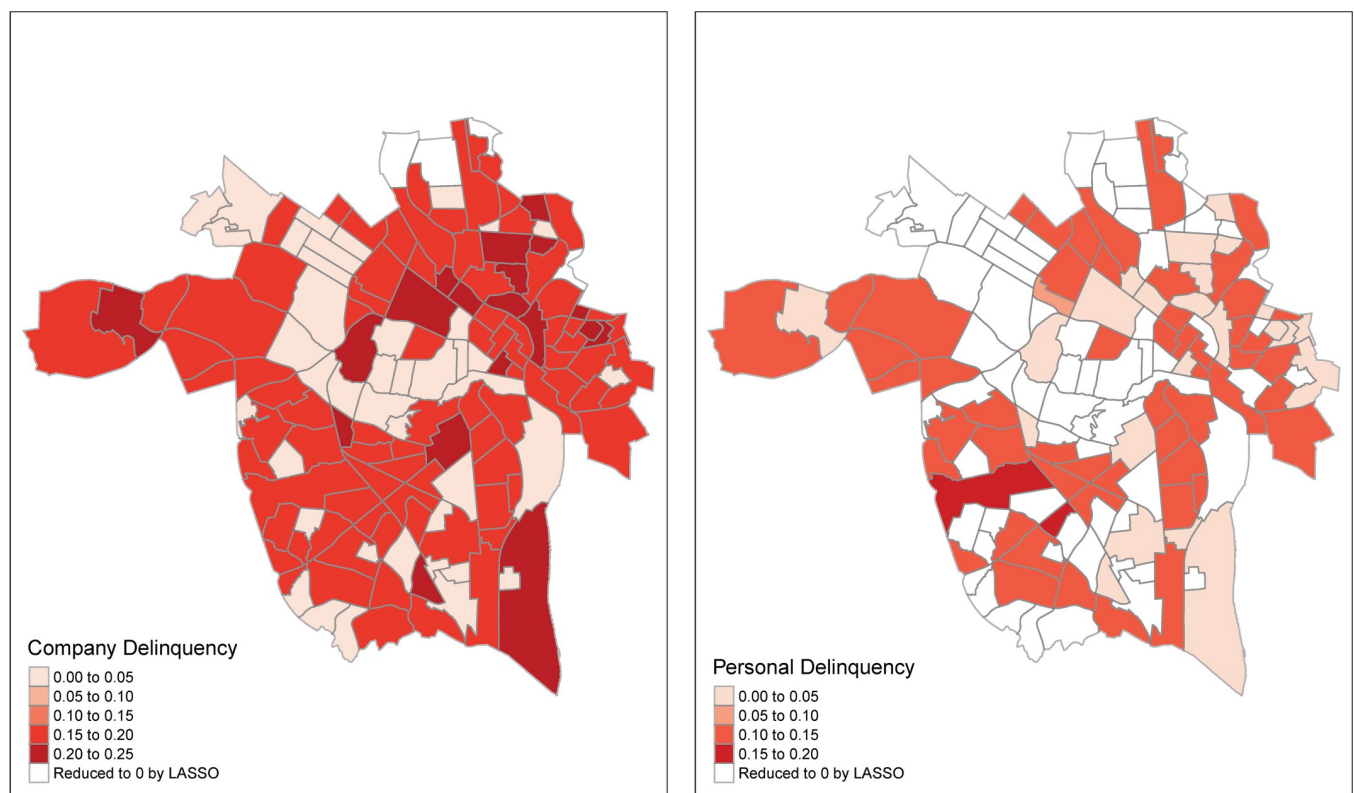 Company Delinquency
0.00 to 0.05
0.05 to 0.10
0.10 to 0.15
0.15 to 0.20
0.20 to 0.25
Reduced to 0 by LASSO
Personal Delinquency
0.00 to 0.05
0.05 to 0.10
0.10 to 0.15
0.15 to 0.20
Reduced to 0 by LASSO